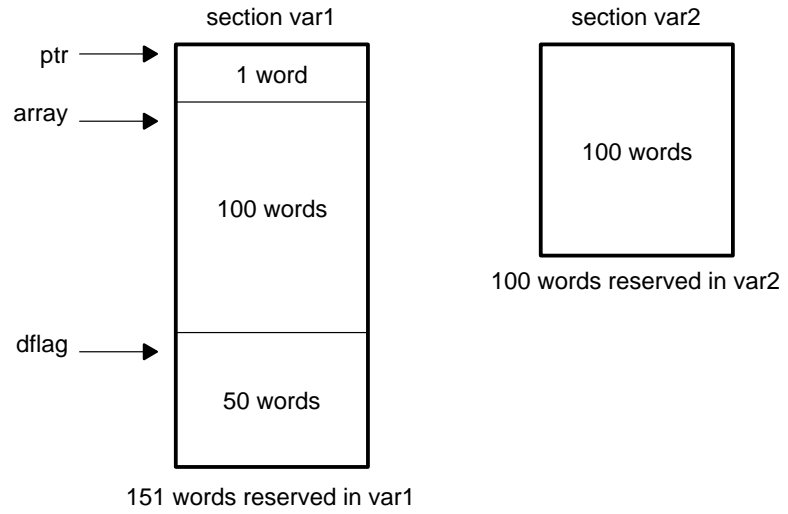 section var1
section var2
ptr
1 word
array
100 words
100 words
100 words reserved in var2
dflag
50 words
151 words reserved in var1